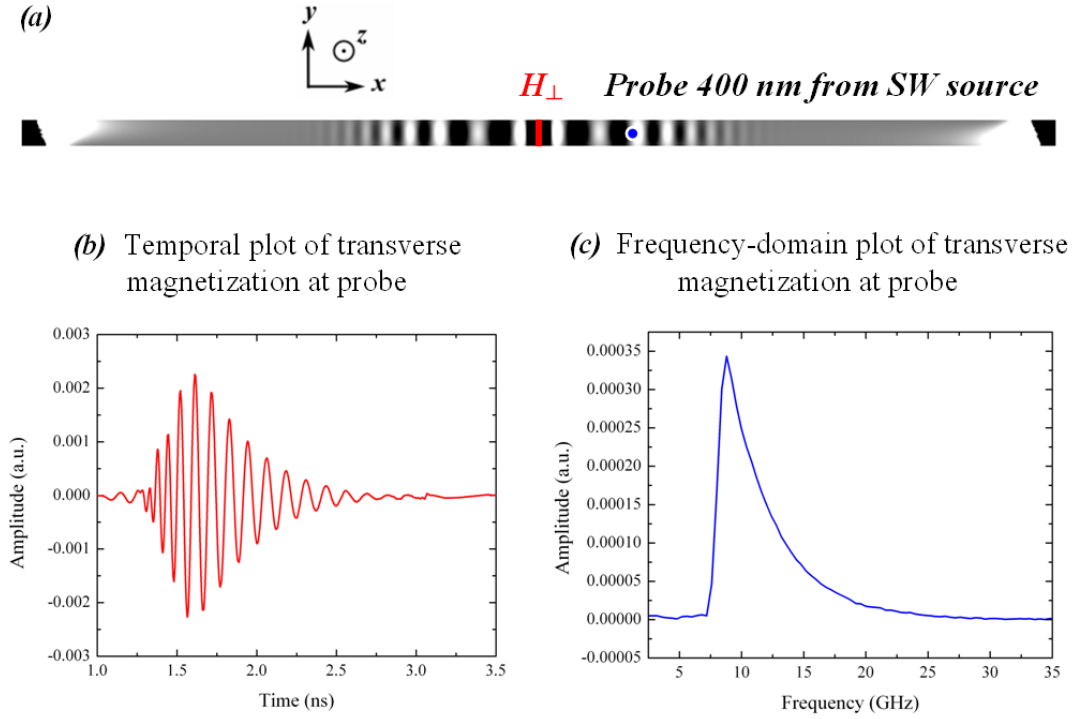 (a)
y
z
x
H⊥ Probe 400 nm from SW source
(b) Temporal plot of transverse
magnetization at probe
(c) Frequency-domain plot of transverse
magnetization at probe
0.003
0.002
0.001
0.000
-0.001
-0.002
-0.003
Amplitude (a.u.)
1.0 1.5 2.0 2.5 3.0 3.5
Time (ns)
0.00035
0.00030
0.00025
0.00020
0.00015
0.00010
0.00005
0.00000
-0.00005
Amplitude (a.u.)
5 10 15 20 25 30 35
Frequency (GHz)